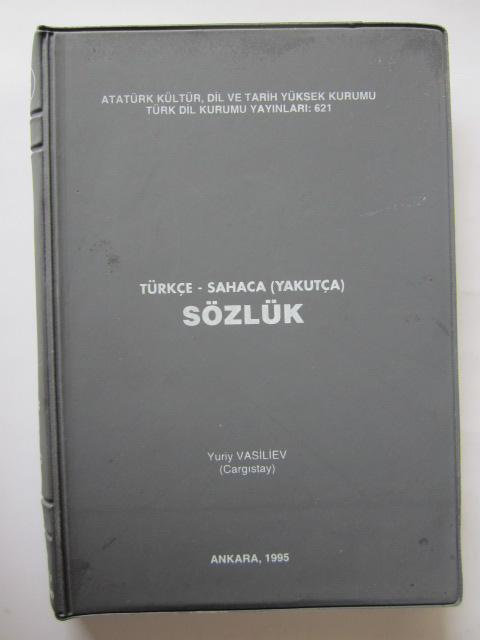 ATATÜRK KÜLTÜR, DİL VE TARİH YÜKSEK KURUMU
TÜRK DİL KURUMU YAYINLARI: 621
TÜRKÇE - SAHACA (YAKUTÇA)
SÖZLÜK
Yuriy VASİLİEV
(Cargıstay)
ANKARA, 1995